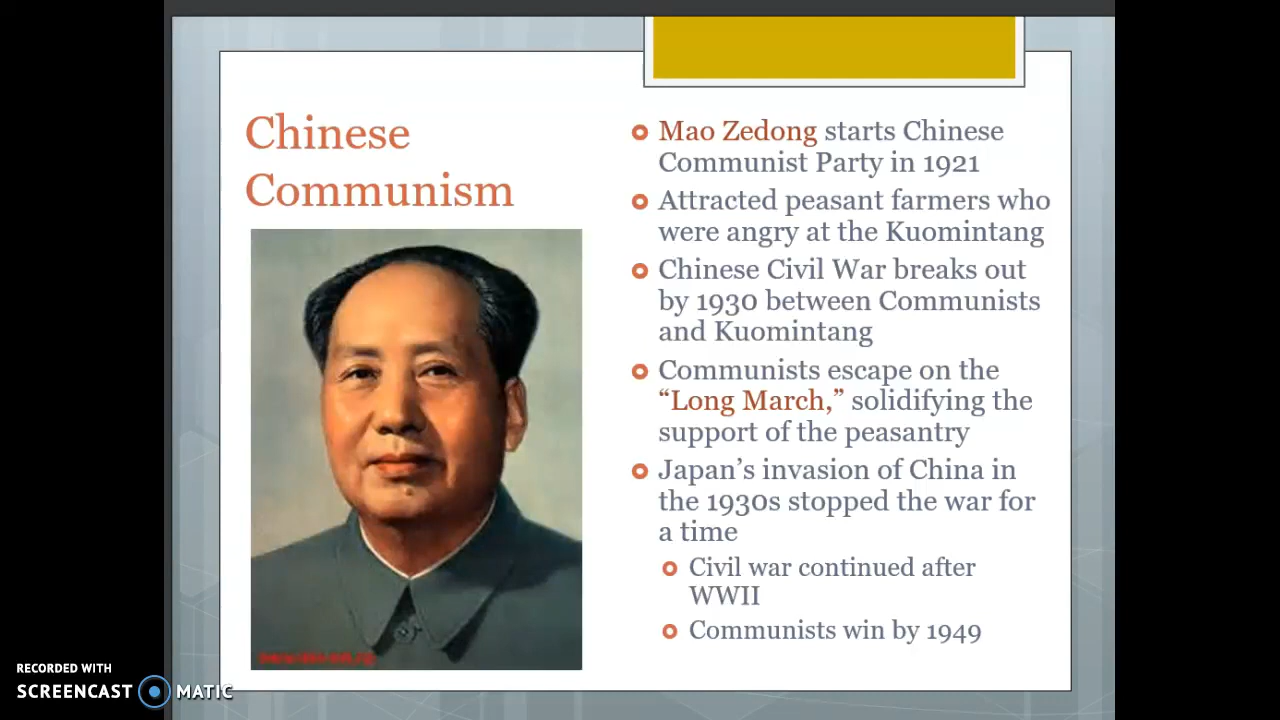 Chinese
Communism
Mao Zedong starts Chinese
Communist Party in 1921
Attracted peasant farmers who
were angry at the Kuomintang
Chinese Civil War breaks out
by 1930 between Communists
and Kuomintang
Communists escape on the
“Long March,” solidifying the
support of the peasantry
Japan’s invasion of China in
the 1930s stopped the war for
a time
Civil war continued after
WWII
Communists win by 1949
RECORDED WITH
SCREENCAST MATIC